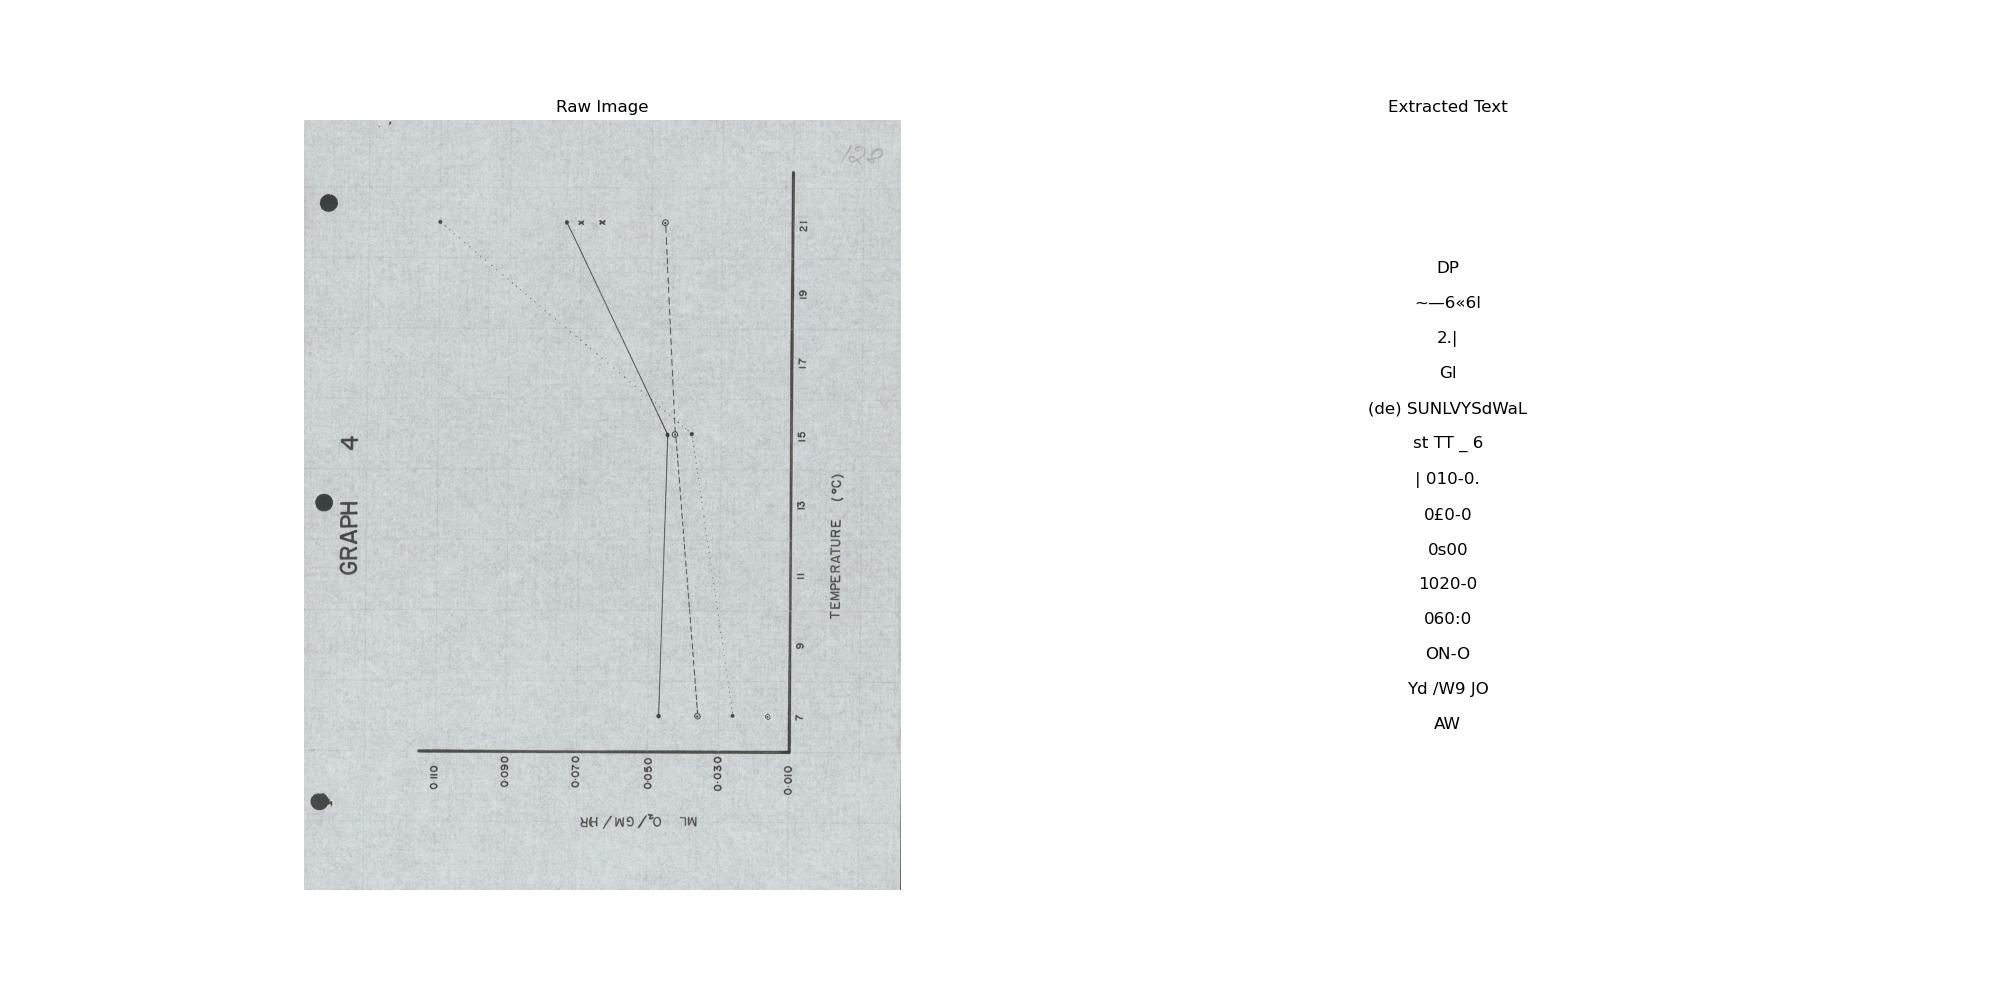 Raw Image
128
GRAPH 4
ML O₂/GM/HR
0·110
0·090
0·070
0·050
0·030
0·010
7
9
11
13
15
17
19
21
TEMPERATURE (°C)
Extracted Text
DP
~—6«6l
2.|
Gl
(de) SUNLVYSdWaL
st TT _ 6
| 010-0.
0£0-0
0s00
1020-0
060:0
ON-O
Yd /W9 JO
AW